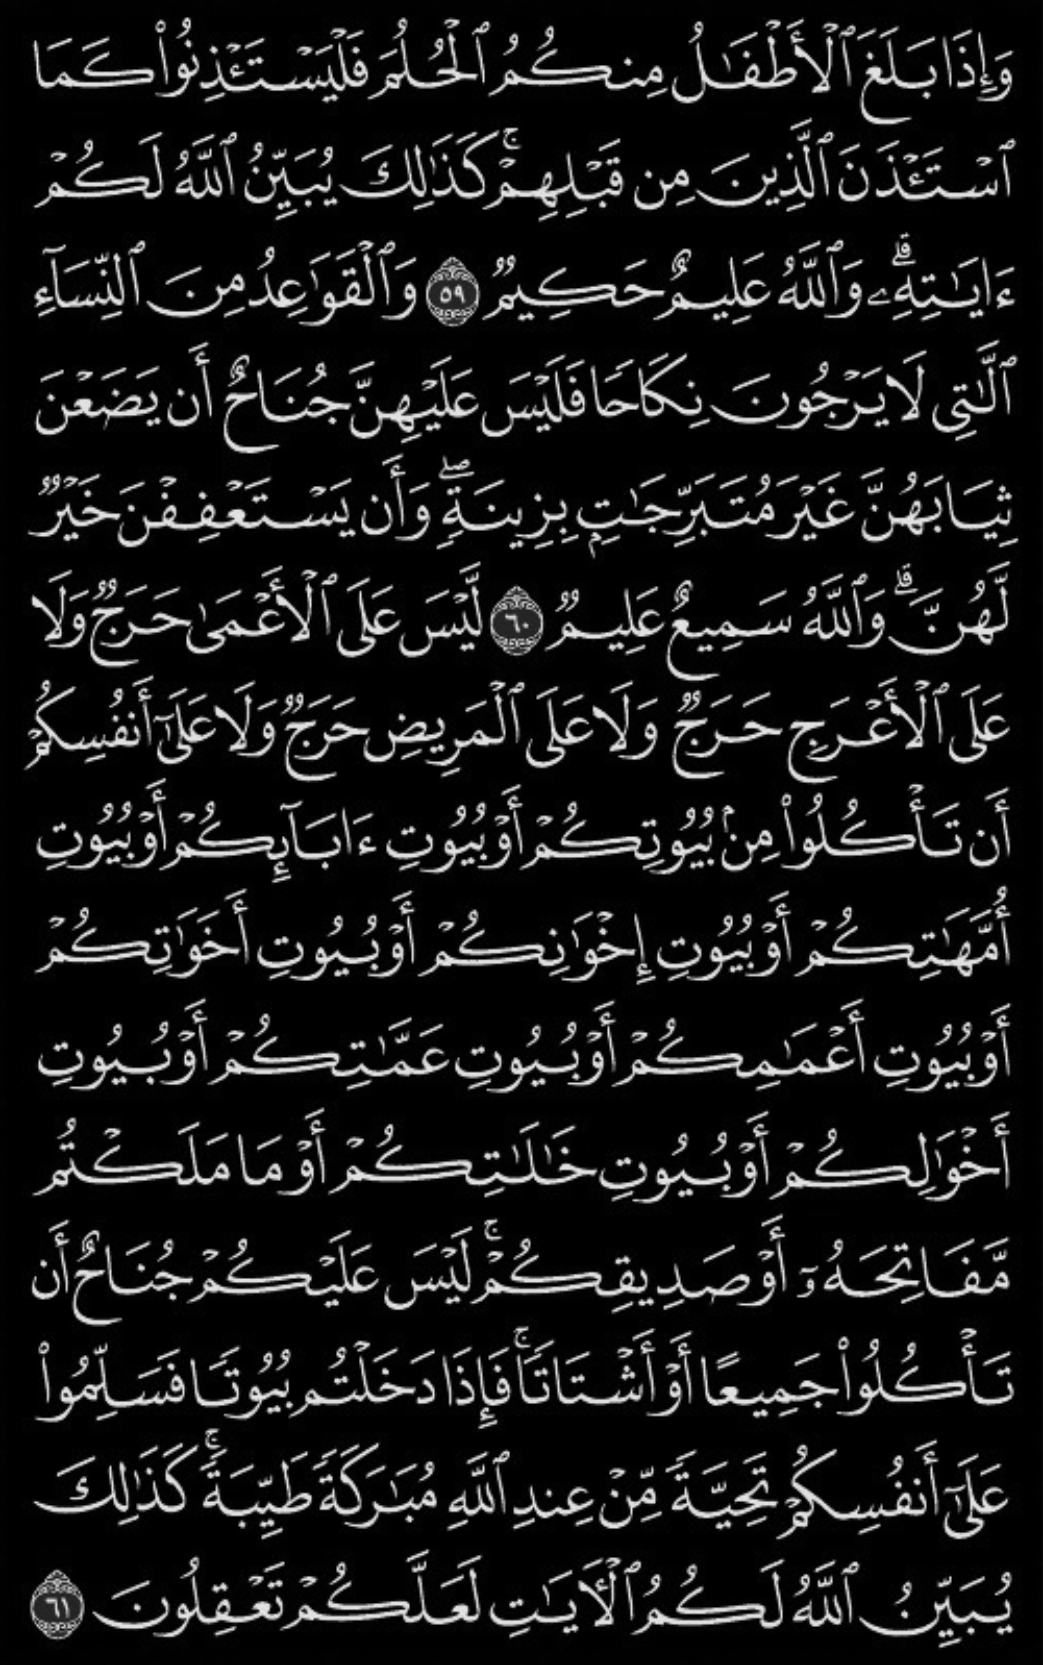 وَإِذَا بَلَغَ ٱلْأَطْفَٰلُ مِنكُمُ ٱلْحُلُمَ فَلْيَسْتَـْٔذِنُوا۟ كَمَا
ٱسْتَـْٔذَنَ ٱلَّذِينَ مِن قَبْلِهِمْ ۚ كَذَٰلِكَ يُبَيِّنُ ٱللَّهُ لَكُمْ
ءَايَٰتِهِۦ ۗ وَٱللَّهُ عَلِيمٌ حَكِيمٌ ٥٩ وَٱلْقَوَٰعِدُ مِنَ ٱلنِّسَآءِ
ٱلَّٰتِى لَا يَرْجُونَ نِكَاحًا فَلَيْسَ عَلَيْهِنَّ جُنَاحٌ أَن يَضَعْنَ
ثِيَابَهُنَّ غَيْرَ مُتَبَرِّجَٰتٍۭ بِزِينَةٍ ۖ وَأَن يَسْتَعْفِفْنَ خَيْرٌ
لَّهُنَّ ۗ وَٱللَّهُ سَمِيعٌ عَلِيمٌ ٦٠ لَّيْسَ عَلَى ٱلْأَعْمَىٰ حَرَجٌ وَلَا
عَلَى ٱلْأَعْرَجِ حَرَجٌ وَلَا عَلَى ٱلْمَرِيضِ حَرَجٌ وَلَا عَلَىٰٓ أَنفُسِكُمْ
أَن تَأْكُلُوا۟ مِنۢ بُيُوتِكُمْ أَوْ بُيُوتِ ءَابَآئِكُمْ أَوْ بُيُوتِ
أُمَّهَٰتِكُمْ أَوْ بُيُوتِ إِخْوَٰنِكُمْ أَوْ بُيُوتِ أَخَوَٰتِكُمْ
أَوْ بُيُوتِ أَعْمَٰمِكُمْ أَوْ بُيُوتِ عَمَّٰتِكُمْ أَوْ بُيُوتِ
أَخْوَٰلِكُمْ أَوْ بُيُوتِ خَٰلَٰتِكُمْ أَوْ مَا مَلَكْتُم
مَّفَاتِحَهُۥٓ أَوْ صَدِيقِكُمْ ۚ لَيْسَ عَلَيْكُمْ جُنَاحٌ أَن
تَأْكُلُوا۟ جَمِيعًا أَوْ أَشْتَاتًا ۚ فَإِذَا دَخَلْتُم بُيُوتًا فَسَلِّمُوا۟
عَلَىٰٓ أَنفُسِكُمْ تَحِيَّةً مِّنْ عِندِ ٱللَّهِ مُبَٰرَكَةً طَيِّبَةً ۚ كَذَٰلِكَ
يُبَيِّنُ ٱللَّهُ لَكُمُ ٱلْـَٔايَٰتِ لَعَلَّكُمْ تَعْقِلُونَ ٦١